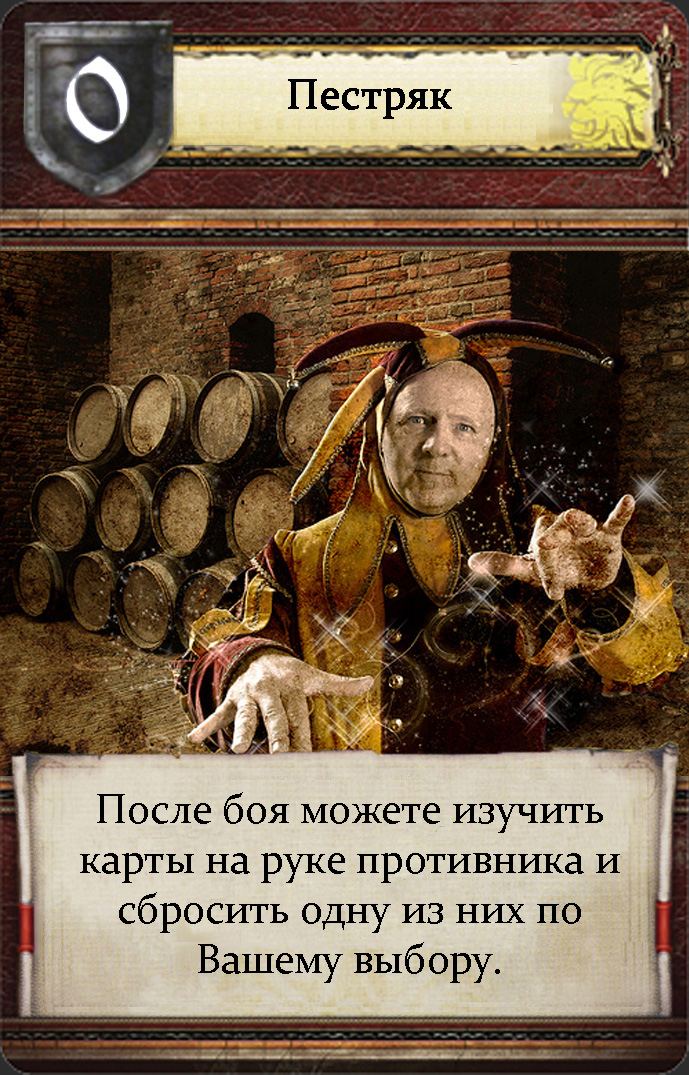 0
Пестряк
После боя можете изучить
карты на руке противника и
сбросить одну из них по
Вашему выбору.